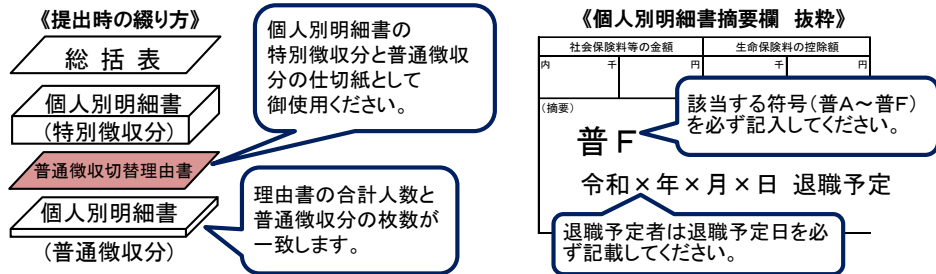 《提出時の綴り方》
総括表
個人別明細書
(特別徴収分)
普通徴収切替理由書
個人別明細書
(普通徴収分)
個人別明細書の
特別徴収分と普通徴収
分の仕切紙として
御使用ください。
理由書の合計人数と
普通徴収分の枚数が
一致します。
《個人別明細書摘要欄 抜粋》
社会保険料等の金額 生命保険料の控除額
内 千 円 千 円
(摘要)
普F
令和×年×月×日 退職予定
該当する符号(普A～普F)
を必ず記入してください。
退職予定者は退職予定日を必
ず記載してください。